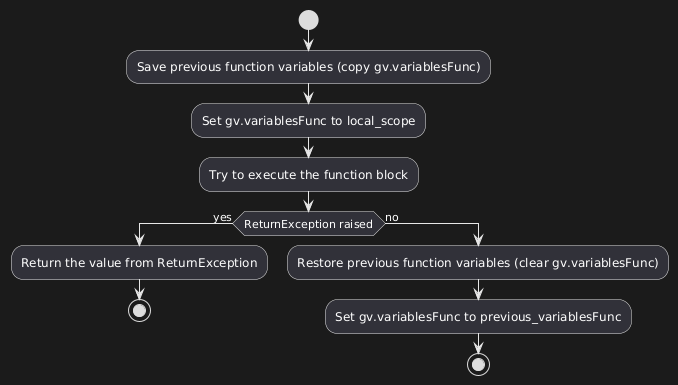 Save previous function variables (copy gv.variablesFunc)
Set gv.variablesFunc to local_scope
Try to execute the function block
yes
ReturnException raised
no
Return the value from ReturnException
Restore previous function variables (clear gv.variablesFunc)
Set gv.variablesFunc to previous_variablesFunc